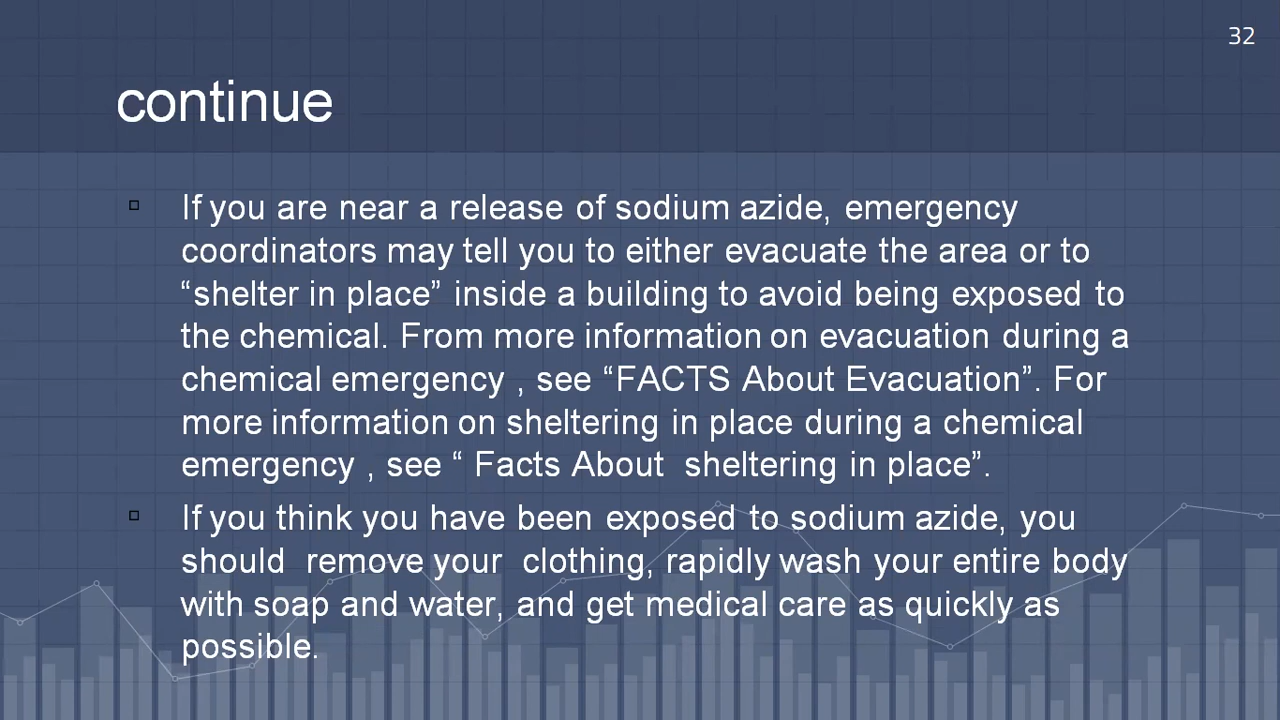 32
continue
If you are near a release of sodium azide, emergency
coordinators may tell you to either evacuate the area or to
“shelter in place” inside a building to avoid being exposed to
the chemical. From more information on evacuation during a
chemical emergency , see “FACTS About Evacuation”. For
more information on sheltering in place during a chemical
emergency , see “ Facts About  sheltering in place”.
If you think you have been exposed to sodium azide, you
should  remove your  clothing, rapidly wash your entire body
with soap and water, and get medical care as quickly as
possible.